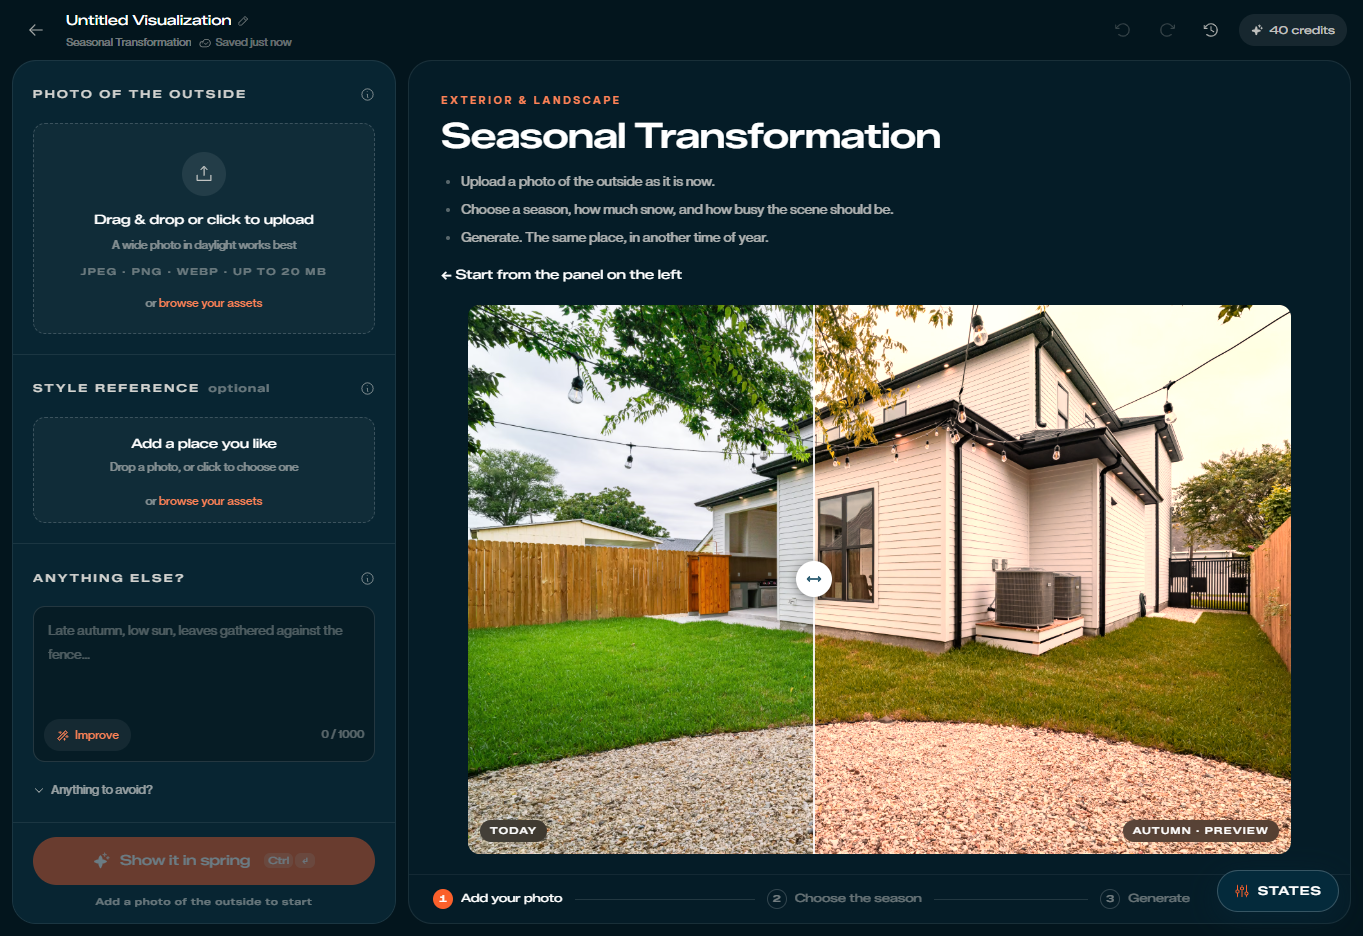 Untitled Visualization
Seasonal Transformation Saved just now
40 credits
PHOTO OF THE OUTSIDE
Drag & drop or click to upload
A wide photo in daylight works best
JPEG · PNG · WEBP · UP TO 20 MB
or browse your assets
STYLE REFERENCE optional
Add a place you like
Drop a photo, or click to choose one
or browse your assets
ANYTHING ELSE?
Late autumn, low sun, leaves gathered against the
fence...
Improve
0 / 1000
Anything to avoid?
Show it in spring Ctrl ↵
Add a photo of the outside to start
EXTERIOR & LANDSCAPE
Seasonal Transformation
• Upload a photo of the outside as it is now.
• Choose a season, how much snow, and how busy the scene should be.
• Generate. The same place, in another time of year.
← Start from the panel on the left
TODAY
AUTUMN · PREVIEW
1 Add your photo
2 Choose the season
3 Generate
STATES